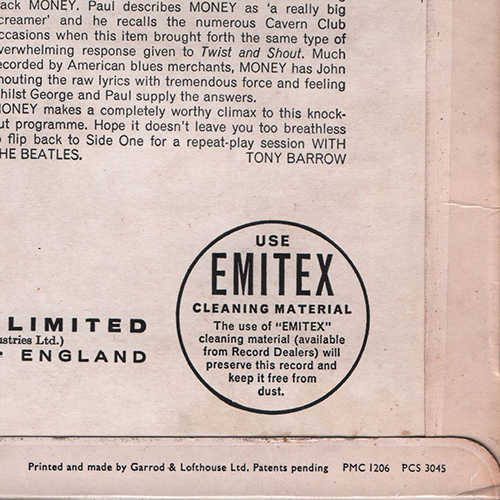 MONEY. Paul describes MONEY as 'a really big
creamer' and he recalls the numerous Cavern Club
occasions when this item brought forth the same type of
overwhelming response given to Twist and Shout. Much
recorded by American blues merchants, MONEY has John
houting the raw lyrics with tremendous force and feeling
hilst George and Paul supply the answers.
MONEY makes a completely worthy climax to this knock-
ut programme. Hope it doesn't leave you too breathless
flip back to Side One for a repeat-play session WITH
HE BEATLES. TONY BARROW
USE
EMITEX
CLEANING MATERIAL
The use of "EMITEX"
cleaning material (available
from Record Dealers) will
preserve this record and
keep it free from
dust.
LIMITED
ustries Ltd.)
ENGLAND
Printed and made by Garrod & Lofthouse Ltd. Patents pending PMC 1206 PCS 3045